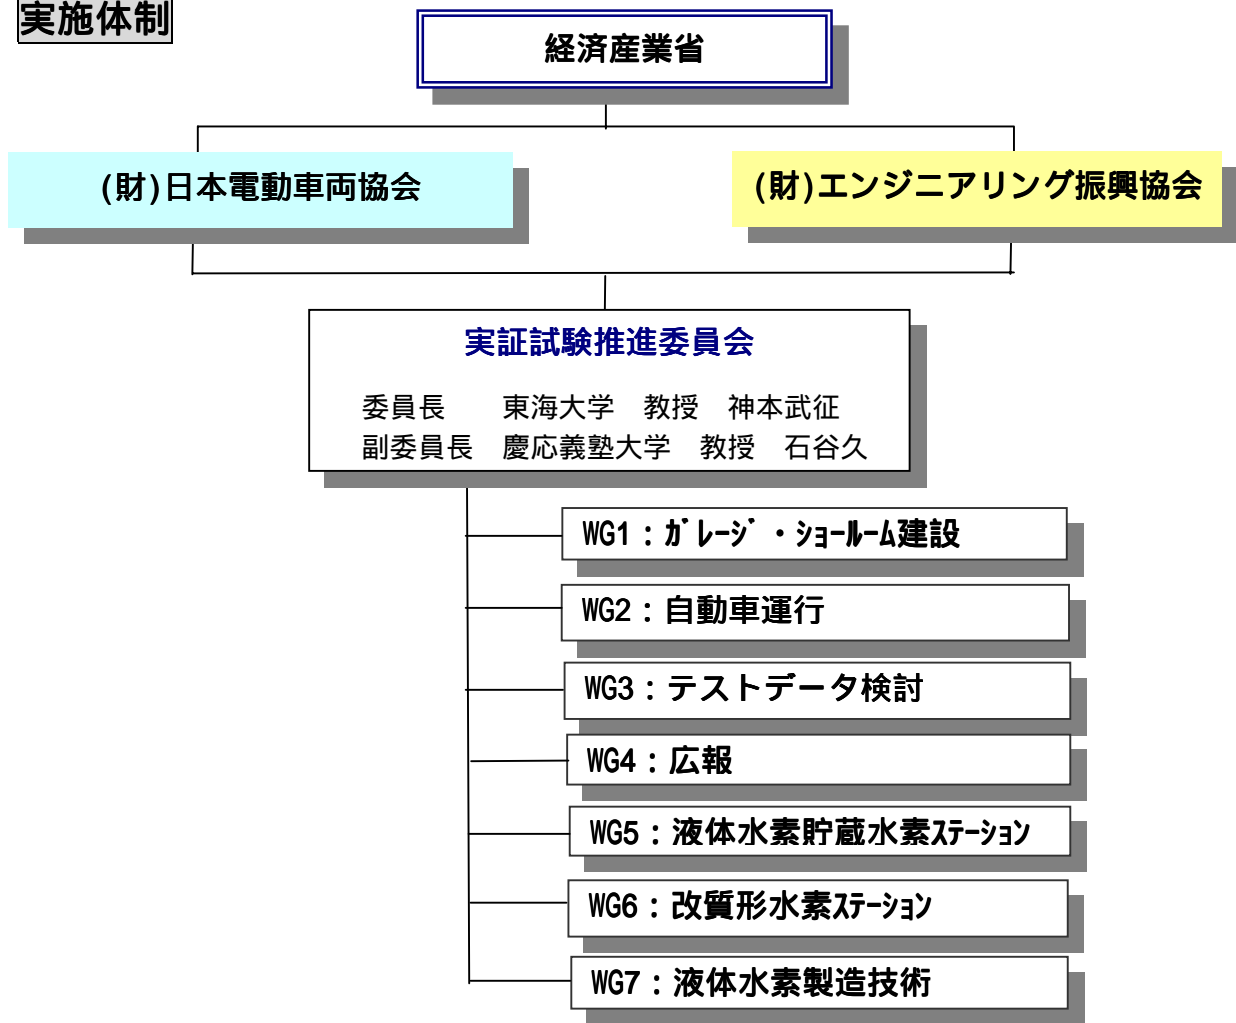 実施体制
経済産業省
(財)日本電動車両協会
(財)エンジニアリング振興協会
実証試験推進委員会
委員長　　東海大学　教授　神本武征
副委員長　慶応義塾大学　教授　石谷久
WG1：ｶﾞﾚｰｼﾞ・ｼｮｰﾙｰﾑ建設
WG2：自動車運行
WG3：テストデータ検討
WG4：広報
WG5：液体水素貯蔵水素ｽﾃｰｼｮﾝ
WG6：改質形水素ｽﾃｰｼｮﾝ
WG7：液体水素製造技術